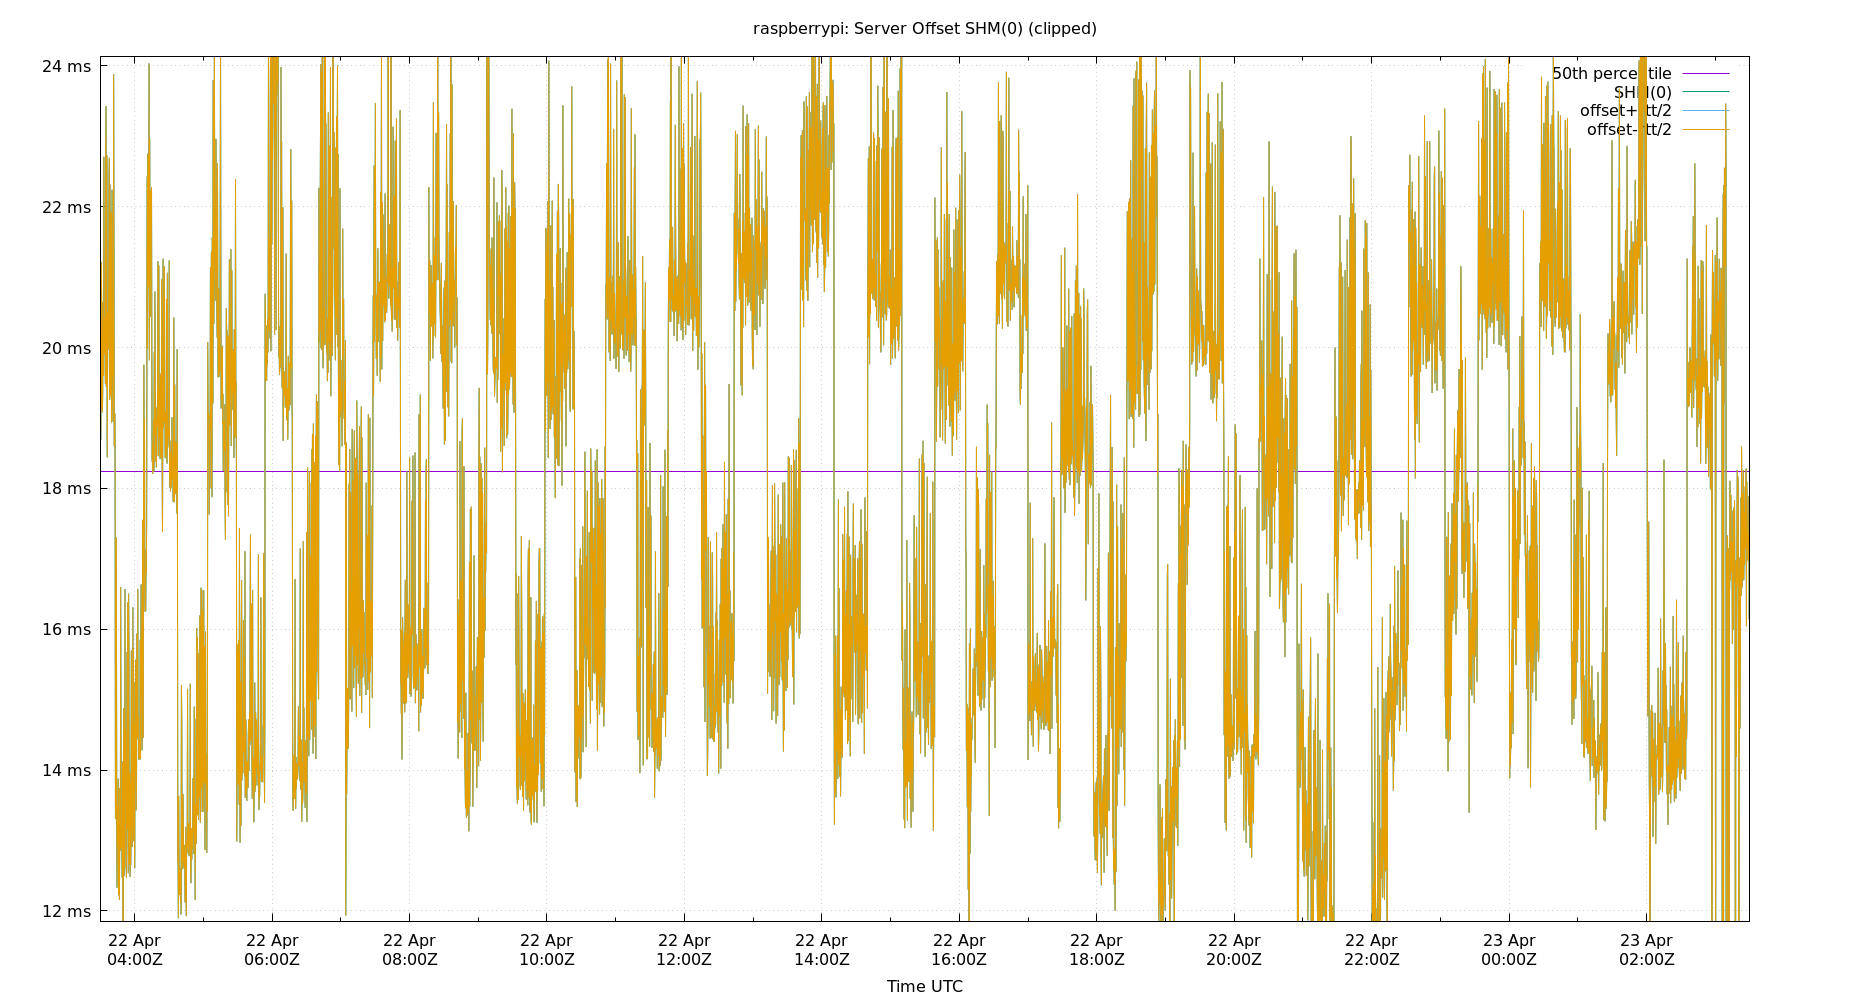 raspberrypi: Server Offset SHM(0) (clipped)
24 ms
22 ms
20 ms
18 ms
16 ms
14 ms
12 ms
50th percentile
SHM(0)
offset+rtt/2
offset-rtt/2
22 Apr 22 Apr 22 Apr 22 Apr 22 Apr 22 Apr 22 Apr 22 Apr 22 Apr 22 Apr 23 Apr 23 Apr
04:00Z 06:00Z 08:00Z 10:00Z 12:00Z 14:00Z 16:00Z 18:00Z 20:00Z 22:00Z 00:00Z 02:00Z
Time UTC